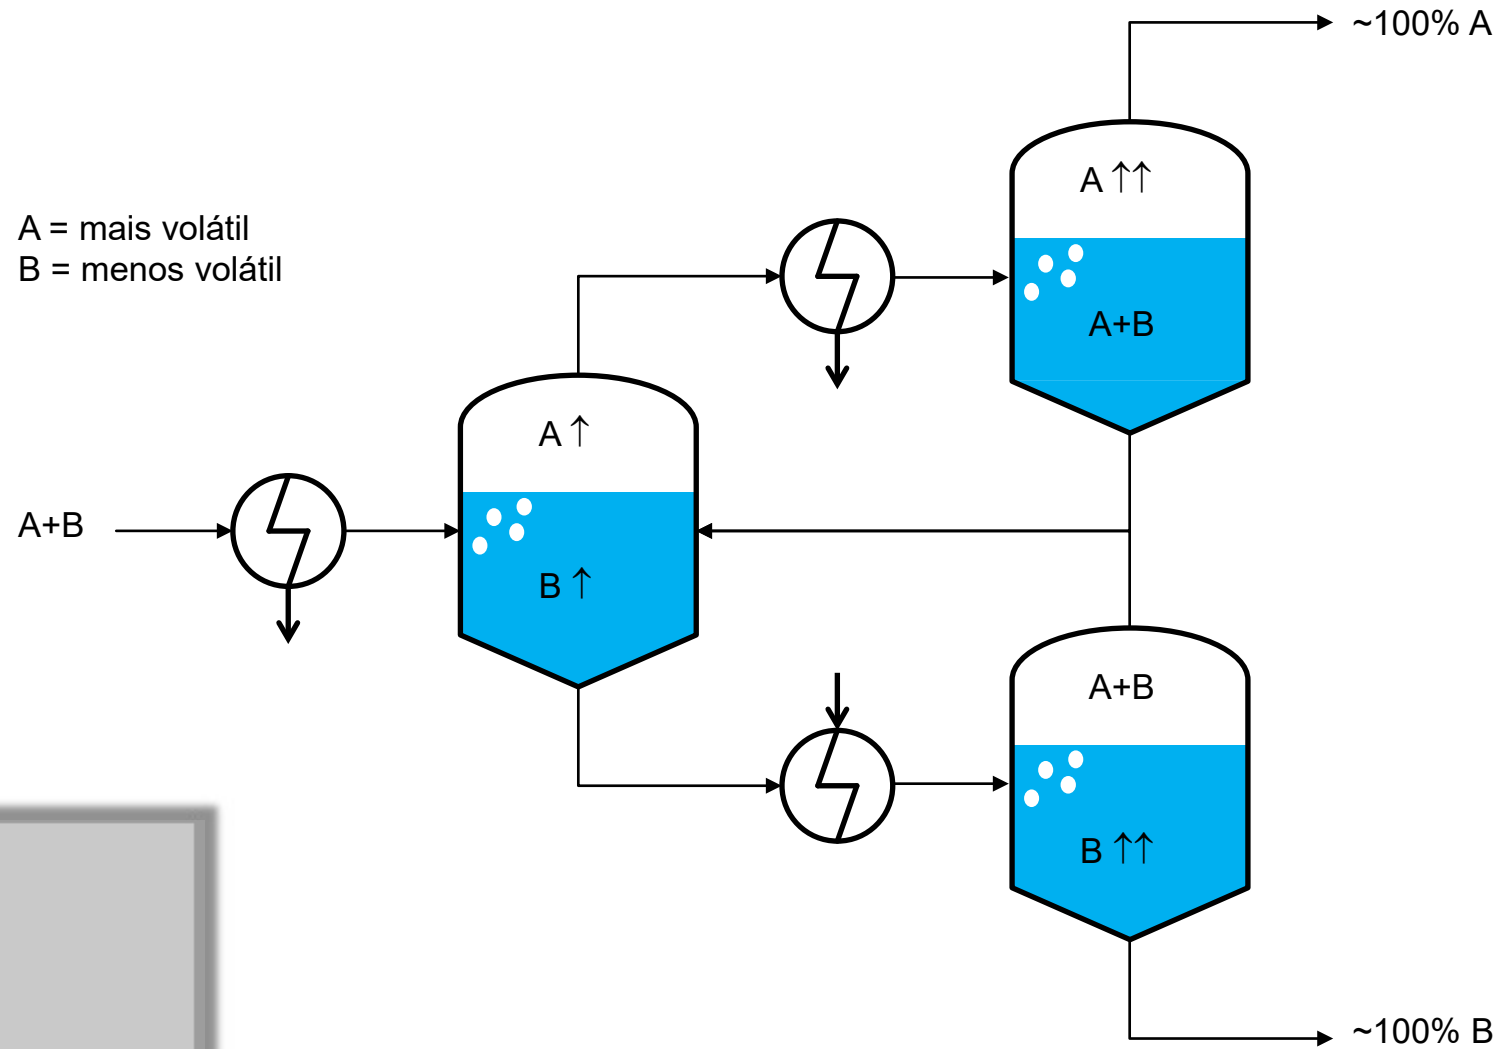 ~100% A
A ↑↑
A = mais volátil
B = menos volátil
A+B
A ↑
A+B
B ↑
A+B
B ↑↑
~100% B